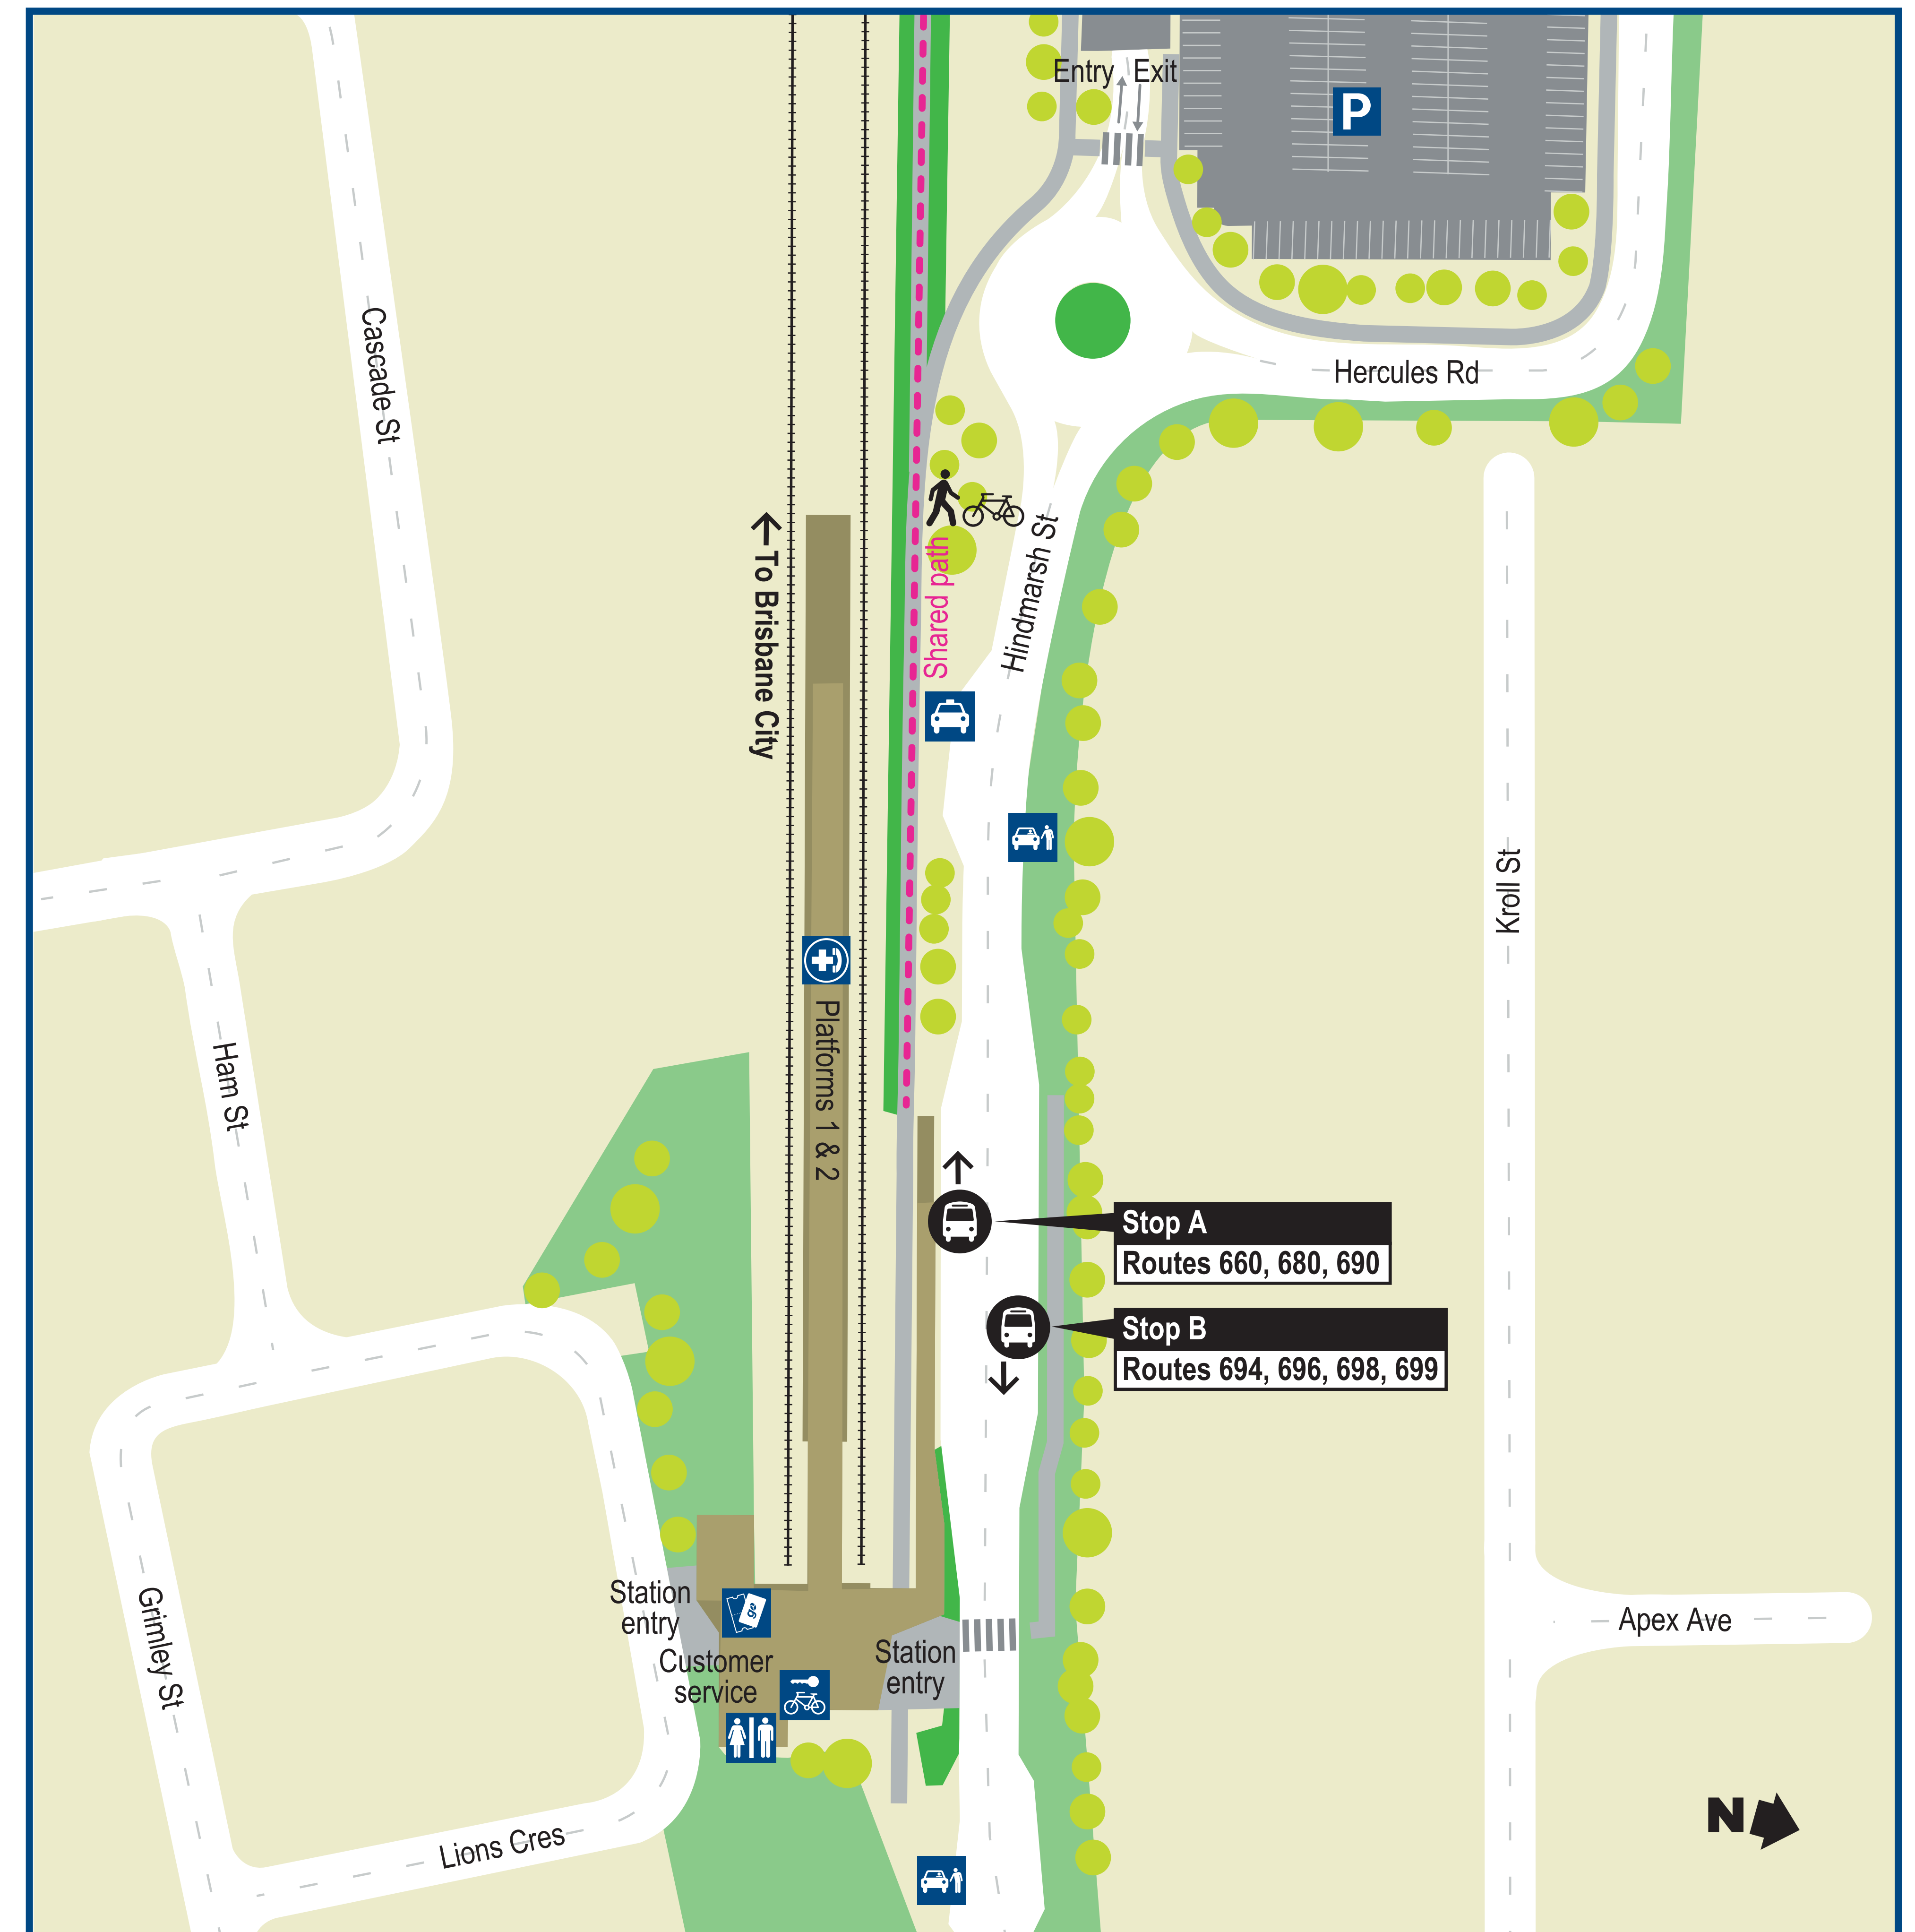 Entry
Exit
P
Cascade St
Hercules Rd
To Brisbane City
Shared path
Hindmarsh St
Kroll St
Platforms 1 & 2
Ham St
Stop A
Routes 660, 680, 690
Stop B
Routes 694, 696, 698, 699
Station
entry
go
Customer
service
Station
entry
Grimley St
Apex Ave
Lions Cres
N